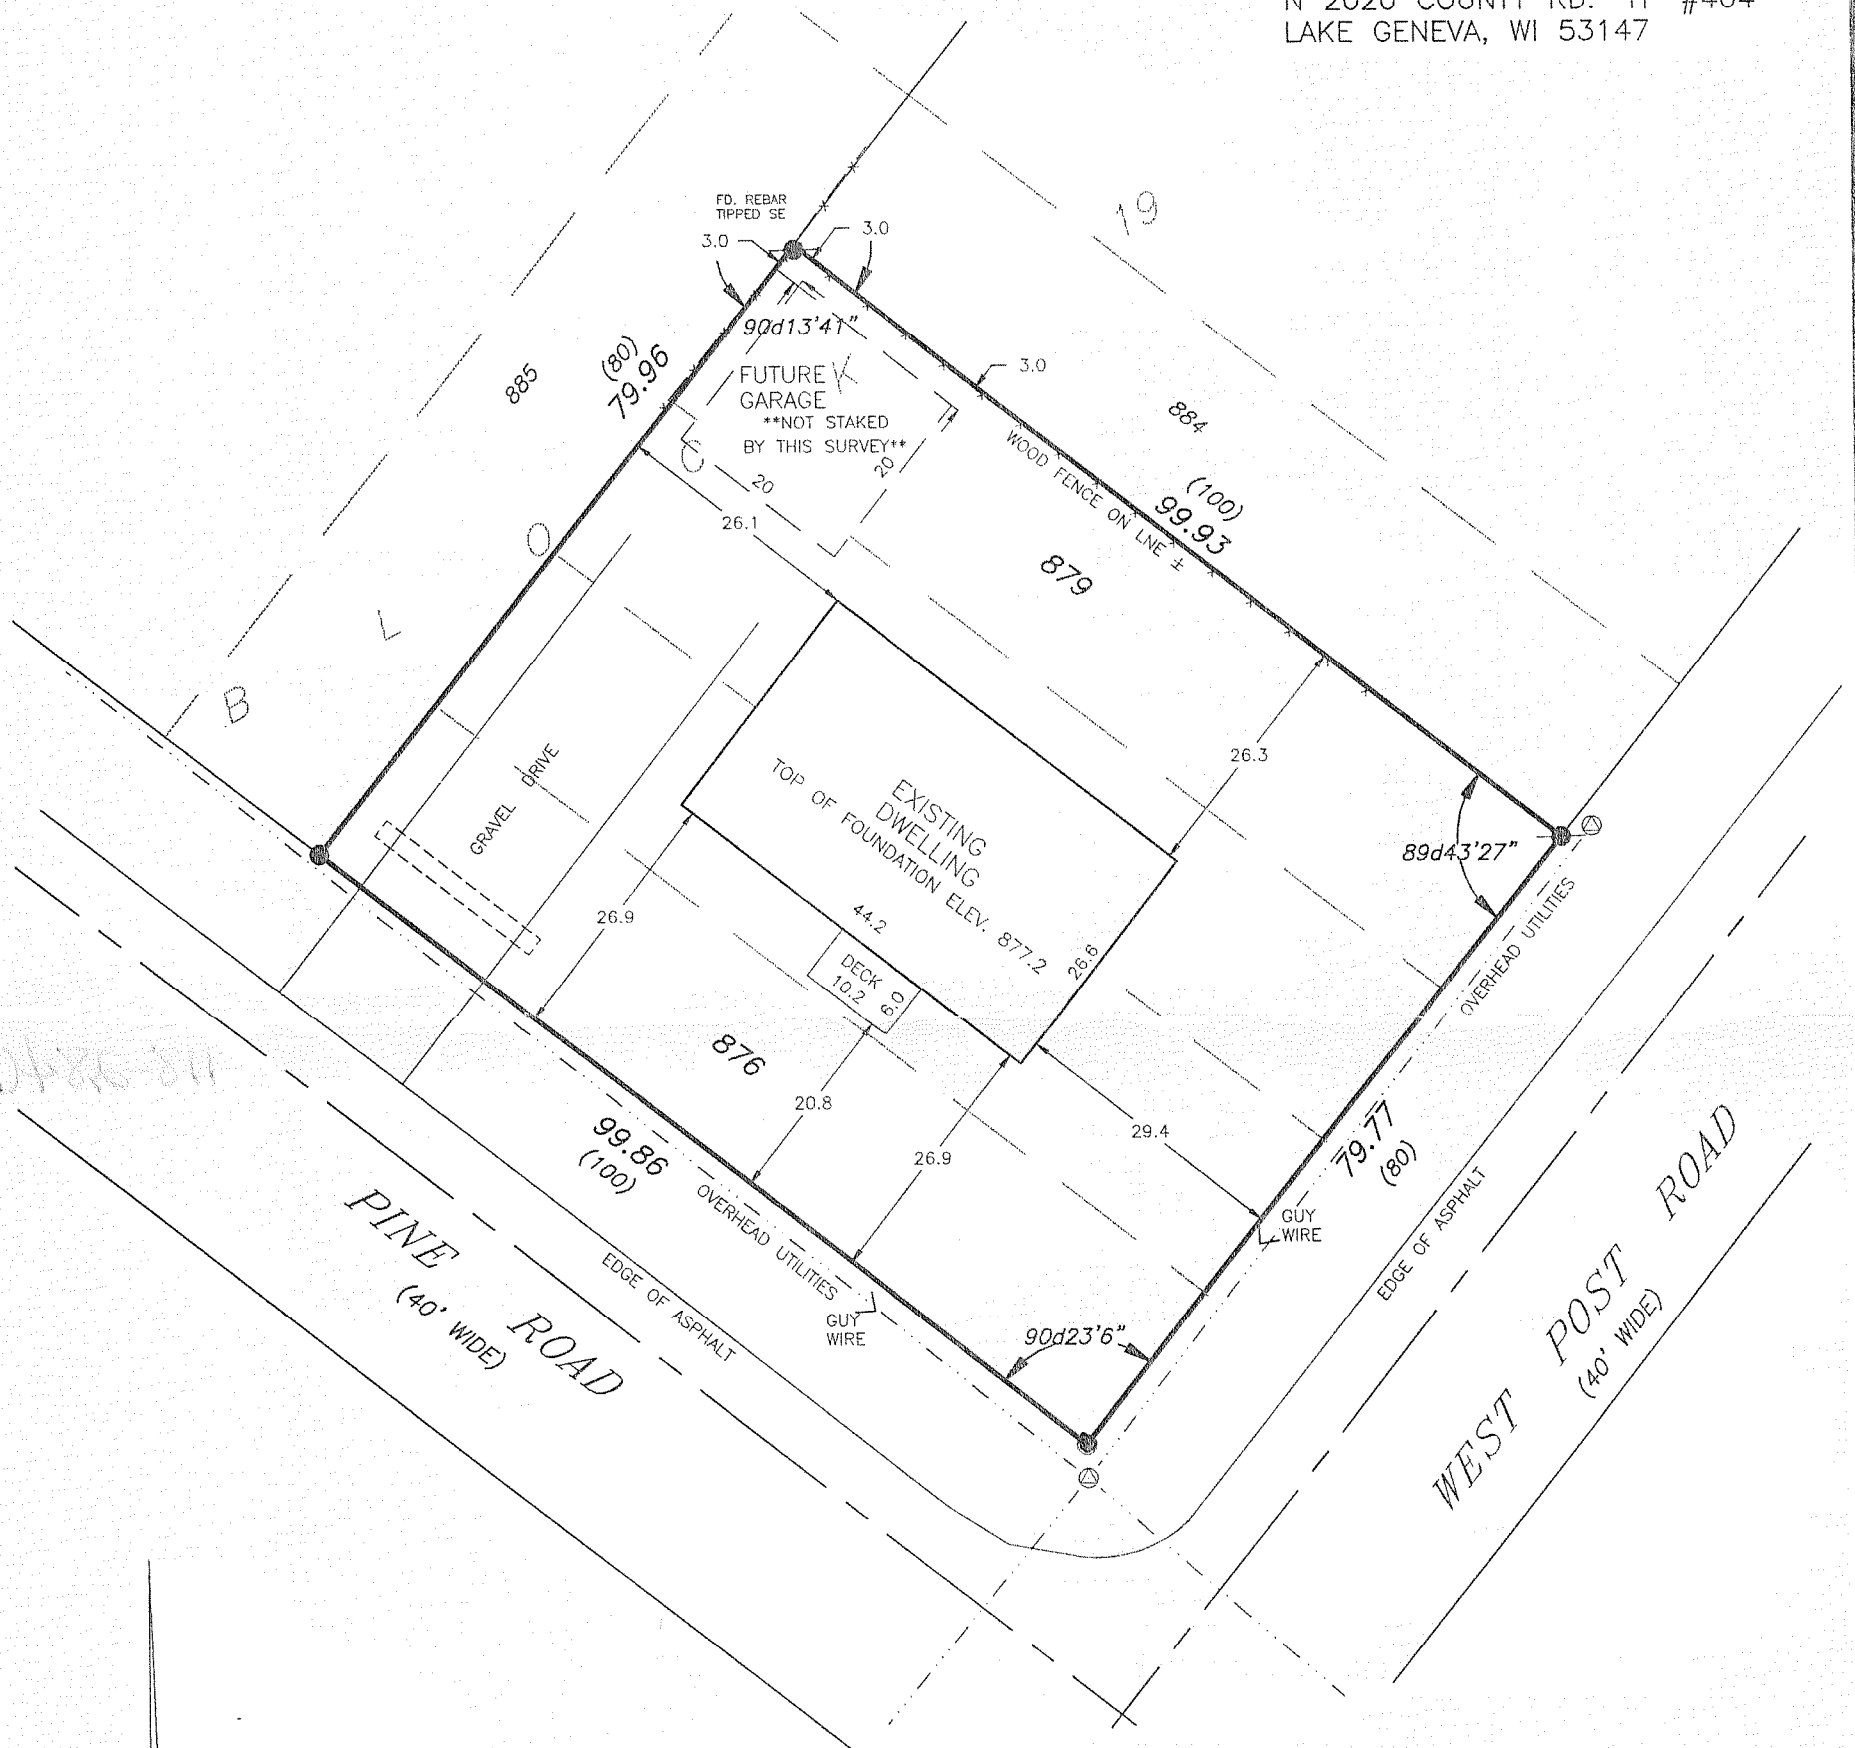 LAKE GENEVA, WI 53147
19
FD. REBAR
TIPPED SE
3.0
3.0
90d13'41"
3.0
885
(80)
79.96
FUTURE K
GARAGE
**NOT STAKED
BY THIS SURVEY**
884
C
20
20
26.1
WOOD FENCE ON LNE ±
(100)
99.93
O
879
L
B
GRAVEL DRIVE
26.3
EXISTING
DWELLING
TOP OF FOUNDATION ELEV. 877.2
89d43'27"
44.2
26.6
26.9
DECK
10.2
6.0
OVERHEAD UTILITIES
876
20.8
26.9
29.4
79.77
(80)
99.86
(100)
OVERHEAD UTILITIES
GUY
WIRE
GUY
WIRE
EDGE OF ASPHALT
EDGE OF ASPHALT
90d23'6"
PINE ROAD
(40' WIDE)
WEST POST ROAD
(40' WIDE)